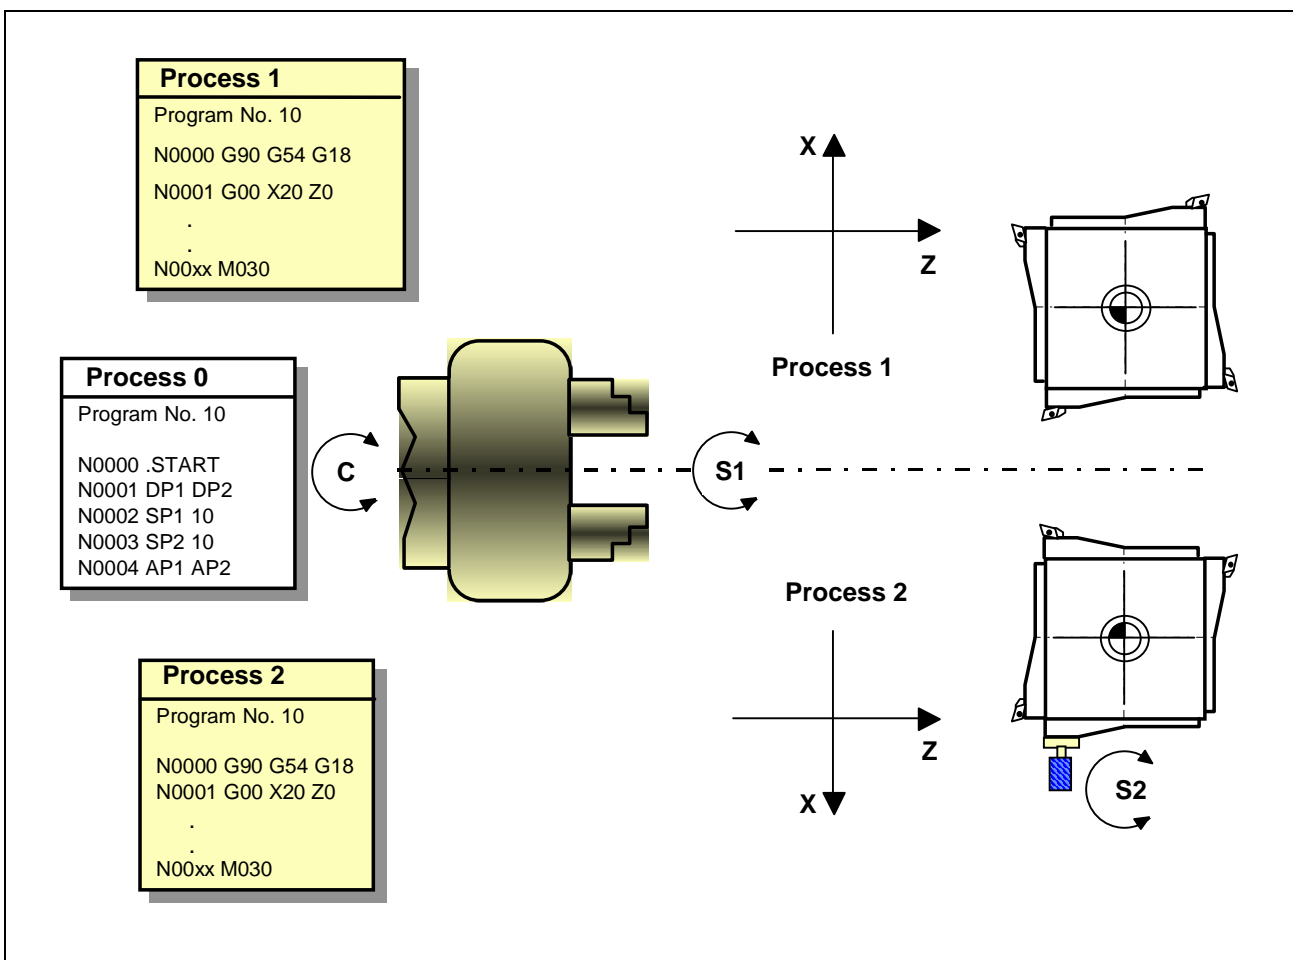 Process 1
Program No. 10
N0000 G90 G54 G18
N0001 G00 X20 Z0
.
.
N00xx M030
X
Z
Process 1
Process 0
Program No. 10
N0000 .START
N0001 DP1 DP2
N0002 SP1 10
N0003 SP2 10
N0004 AP1 AP2
C
S1
Process 2
Program No. 10
N0000 G90 G54 G18
N0001 G00 X20 Z0
.
.
N00xx M030
Process 2
Z
X
S2